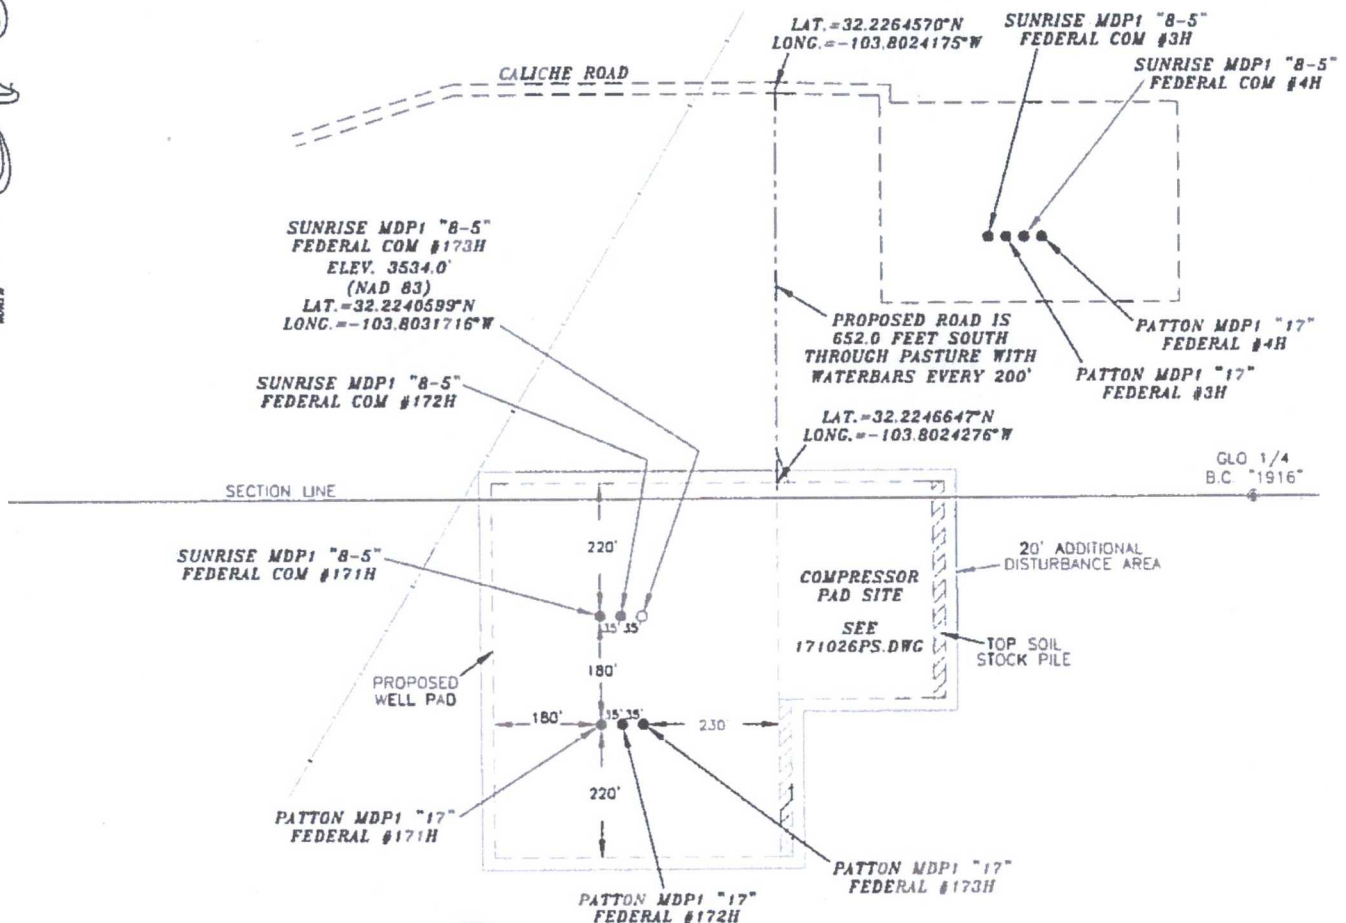 LAT.=32.2264570°N
LONG.=-103.8024175°W
SUNRISE MDP1 "8-5"
FEDERAL COM #3H
SUNRISE MDP1 "8-5"
FEDERAL COM #4H
CALICHE ROAD
SUNRISE MDP1 "8-5"
FEDERAL COM #173H
ELEV. 3534.0'
(NAD 83)
LAT.=32.2240599°N
LONG.=-103.8031716°W
PROPOSED ROAD IS
652.0 FEET SOUTH
THROUGH PASTURE WITH
WATERBARS EVERY 200'
PATTON MDP1 "17"
FEDERAL #4H
PATTON MDP1 "17"
FEDERAL #3H
SUNRISE MDP1 "8-5"
FEDERAL COM #172H
LAT.=32.2246647°N
LONG.=-103.8024276°W
GLO 1/4
B.C. "1916"
SECTION LINE
220'
SUNRISE MDP1 "8-5"
FEDERAL COM #171H
20' ADDITIONAL
DISTURBANCE AREA
COMPRESSOR
PAD SITE
SEE
171026PS.DWG
35' 35'
TOP SOIL
STOCK PILE
180'
PROPOSED
WELL PAD
35' 35'
180'
230'
220'
PATTON MDP1 "17"
FEDERAL #171H
PATTON MDP1 "17"
FEDERAL #173H
PATTON MDP1 "17"
FEDERAL #172H